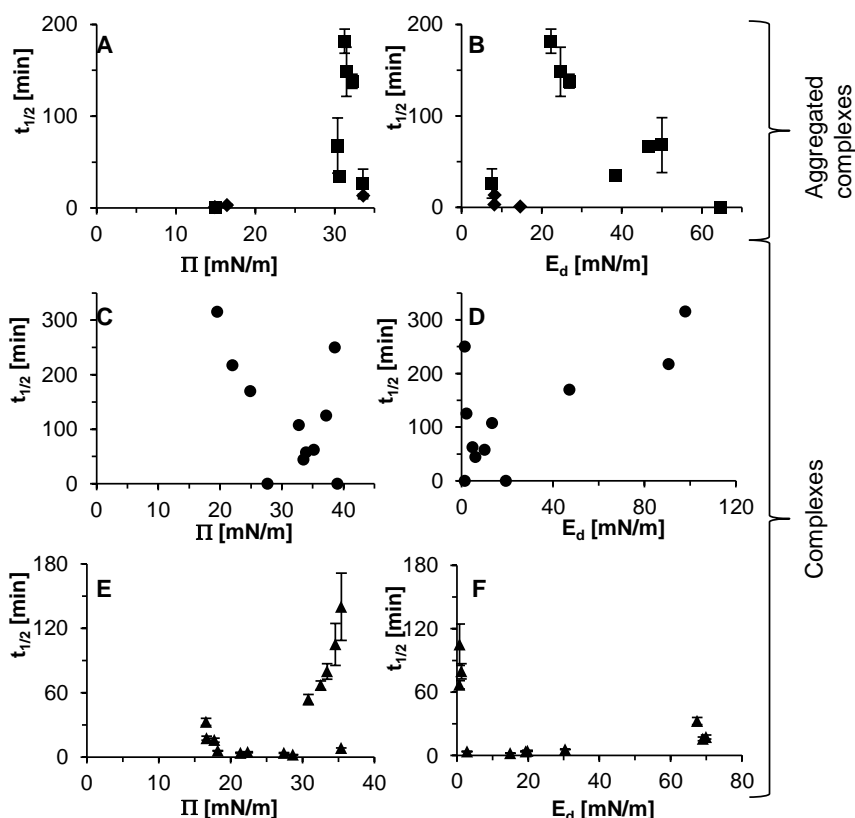 A
B
t1/2 [min]
200
100
0
0 10 20 30
Π [mN/m]
t1/2 [min]
200
100
0
0 20 40 60
Ed [mN/m]
Aggregated
complexes
C
D
t1/2 [min]
300
200
100
0
0 10 20 30 40
Π [mN/m]
t1/2 [min]
300
200
100
0
0 40 80 120
Ed [mN/m]
E
F
t1/2 [min]
180
120
60
0
0 10 20 30 40
Π [mN/m]
t1/2 [min]
180
120
60
0
0 20 40 60 80
Ed [mN/m]
Complexes